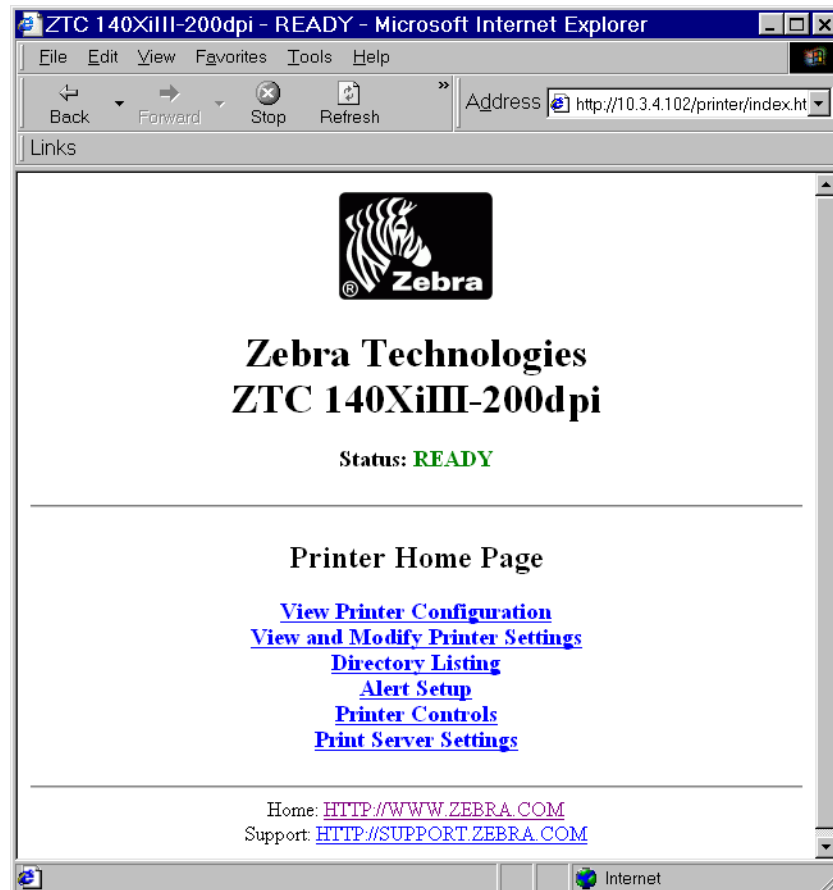 ZTC 140XiIII-200dpi - READY - Microsoft Internet Explorer
File Edit View Favorites Tools Help
Back Forward Stop Refresh » Address http://10.3.4.102/printer/index.ht
Links
® Zebra
Zebra Technologies
ZTC 140XiIII-200dpi
Status: READY
Printer Home Page
View Printer Configuration
View and Modify Printer Settings
Directory Listing
Alert Setup
Printer Controls
Print Server Settings
Home: HTTP://WWW.ZEBRA.COM
Support: HTTP://SUPPORT.ZEBRA.COM
Internet